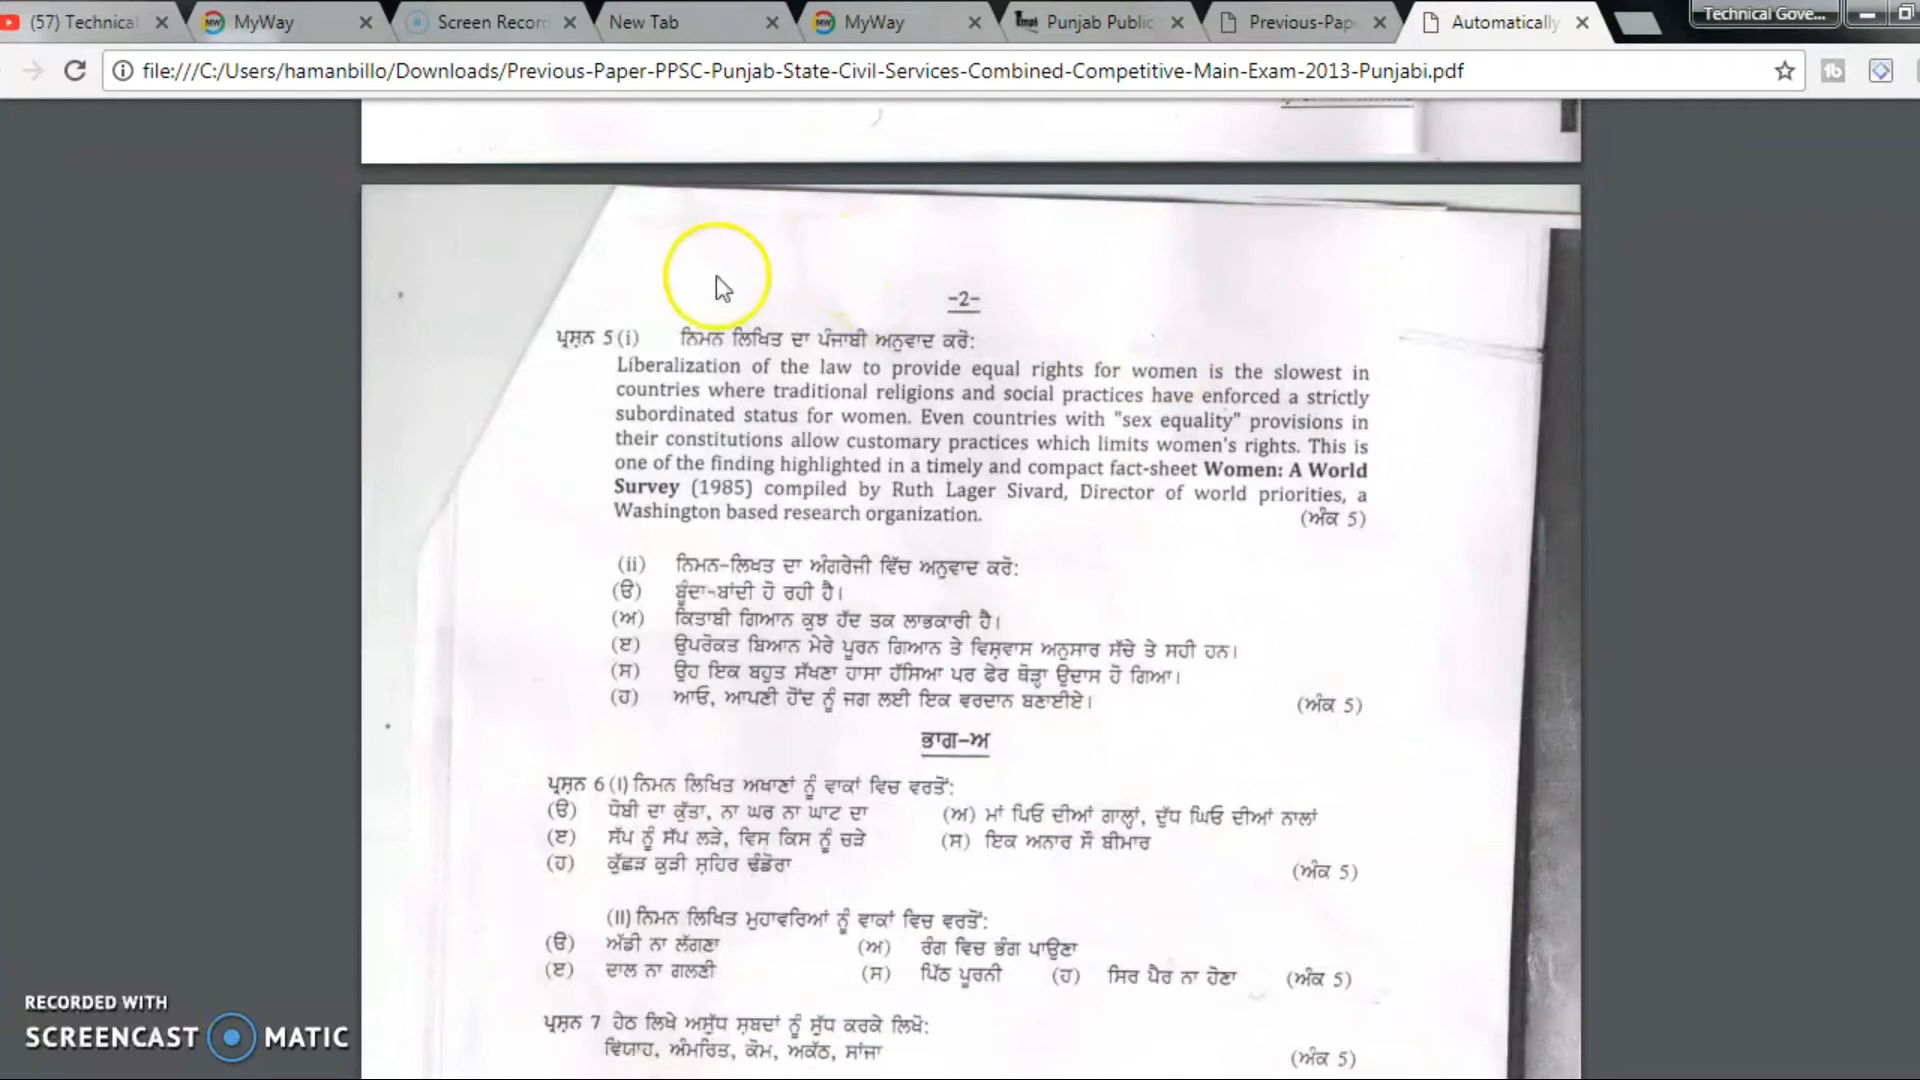 (57) Technical
MyWay
Screen Record
New Tab
MyWay
Punjab Public
Previous-Pap
Automatically
Technical Gove...
file:///C:/Users/hamanbillo/Downloads/Previous-Paper-PPSC-Punjab-State-Civil-Services-Combined-Competitive-Main-Exam-2013-Punjabi.pdf
-2-
ਪ੍ਰਸ਼ਨ 5(i) ਨਿਮਨ ਲਿਖਿਤ ਦਾ ਪੰਜਾਬੀ ਅਨੁਵਾਦ ਕਰੋ:
Liberalization of the law to provide equal rights for women is the slowest in
countries where traditional religions and social practices have enforced a strictly
subordinated status for women. Even countries with "sex equality" provisions in
their constitutions allow customary practices which limits women's rights. This is
one of the finding highlighted in a timely and compact fact-sheet Women: A World
Survey (1985) compiled by Ruth Lager Sivard, Director of world priorities, a
Washington based research organization. (ਅੰਕ 5)
(ii) ਨਿਮਨ-ਲਿਖਤ ਦਾ ਅੰਗਰੇਜੀ ਵਿੱਚ ਅਨੁਵਾਦ ਕਰੋ:
(ੳ) ਬੂੰਦਾ-ਬਾਂਦੀ ਹੋ ਰਹੀ ਹੈ।
(ਅ) ਕਿਤਾਬੀ ਗਿਆਨ ਕੁਝ ਹੱਦ ਤਕ ਲਾਭਕਾਰੀ ਹੈ।
(ੲ) ਉਪਰੋਕਤ ਬਿਆਨ ਮੇਰੇ ਪੂਰਨ ਗਿਆਨ ਤੇ ਵਿਸ਼ਵਾਸ ਅਨੁਸਾਰ ਸੱਚੇ ਤੇ ਸਹੀ ਹਨ।
(ਸ) ਉਹ ਇਕ ਬਹੁਤ ਸੱਖਣਾ ਹਾਸਾ ਹੱਸਿਆ ਪਰ ਫੇਰ ਥੋੜ੍ਹਾ ਉਦਾਸ ਹੋ ਗਿਆ।
(ਹ) ਆਓ, ਆਪਣੀ ਹੋਂਦ ਨੂੰ ਜਗ ਲਈ ਇਕ ਵਰਦਾਨ ਬਣਾਈਏ। (ਅੰਕ 5)
ਭਾਗ-ਅ
ਪ੍ਰਸ਼ਨ 6 (I) ਨਿਮਨ ਲਿਖਿਤ ਅਖਾਣਾਂ ਨੂੰ ਵਾਕਾਂ ਵਿਚ ਵਰਤੋਂ:
(ੳ) ਧੋਬੀ ਦਾ ਕੁੱਤਾ, ਨਾ ਘਰ ਨਾ ਘਾਟ ਦਾ (ਅ) ਮਾਂ ਪਿਓ ਦੀਆਂ ਗਾਲ੍ਹਾਂ, ਦੁੱਧ ਘਿਓ ਦੀਆਂ ਨਾਲਾਂ
(ੲ) ਸੱਪ ਨੂੰ ਸੱਪ ਲੜੇ, ਵਿਸ ਕਿਸ ਨੂੰ ਚੜੇ (ਸ) ਇਕ ਅਨਾਰ ਸੌ ਬੀਮਾਰ
(ਹ) ਕੁੱਛੜ ਕੁੜੀ ਸ਼ਹਿਰ ਢੰਡੋਰਾ (ਅੰਕ 5)
(II) ਨਿਮਨ ਲਿਖਿਤ ਮੁਹਾਵਰਿਆਂ ਨੂੰ ਵਾਕਾਂ ਵਿਚ ਵਰਤੋਂ:
(ੳ) ਅੱਡੀ ਨਾ ਲੱਗਣਾ (ਅ) ਰੰਗ ਵਿਚ ਭੰਗ ਪਾਉਣਾ
(ੲ) ਦਾਲ ਨਾ ਗਲਣੀ (ਸ) ਪਿੱਠ ਪੂਰਨੀ (ਹ) ਸਿਰ ਪੈਰ ਨਾ ਹੋਣਾ (ਅੰਕ 5)
ਪ੍ਰਸ਼ਨ 7 ਹੇਠ ਲਿਖੇ ਅਸ਼ੁੱਧ ਸ਼ਬਦਾਂ ਨੂੰ ਸ਼ੁੱਧ ਕਰਕੇ ਲਿਖੋ:
ਵਿਯਾਹ, ਅੰਮਰਿਤ, ਕੋਮ, ਅਕੱਠ, ਸਾਂਜਾ (ਅੰਕ 5)
RECORDED WITH
SCREENCAST MATIC